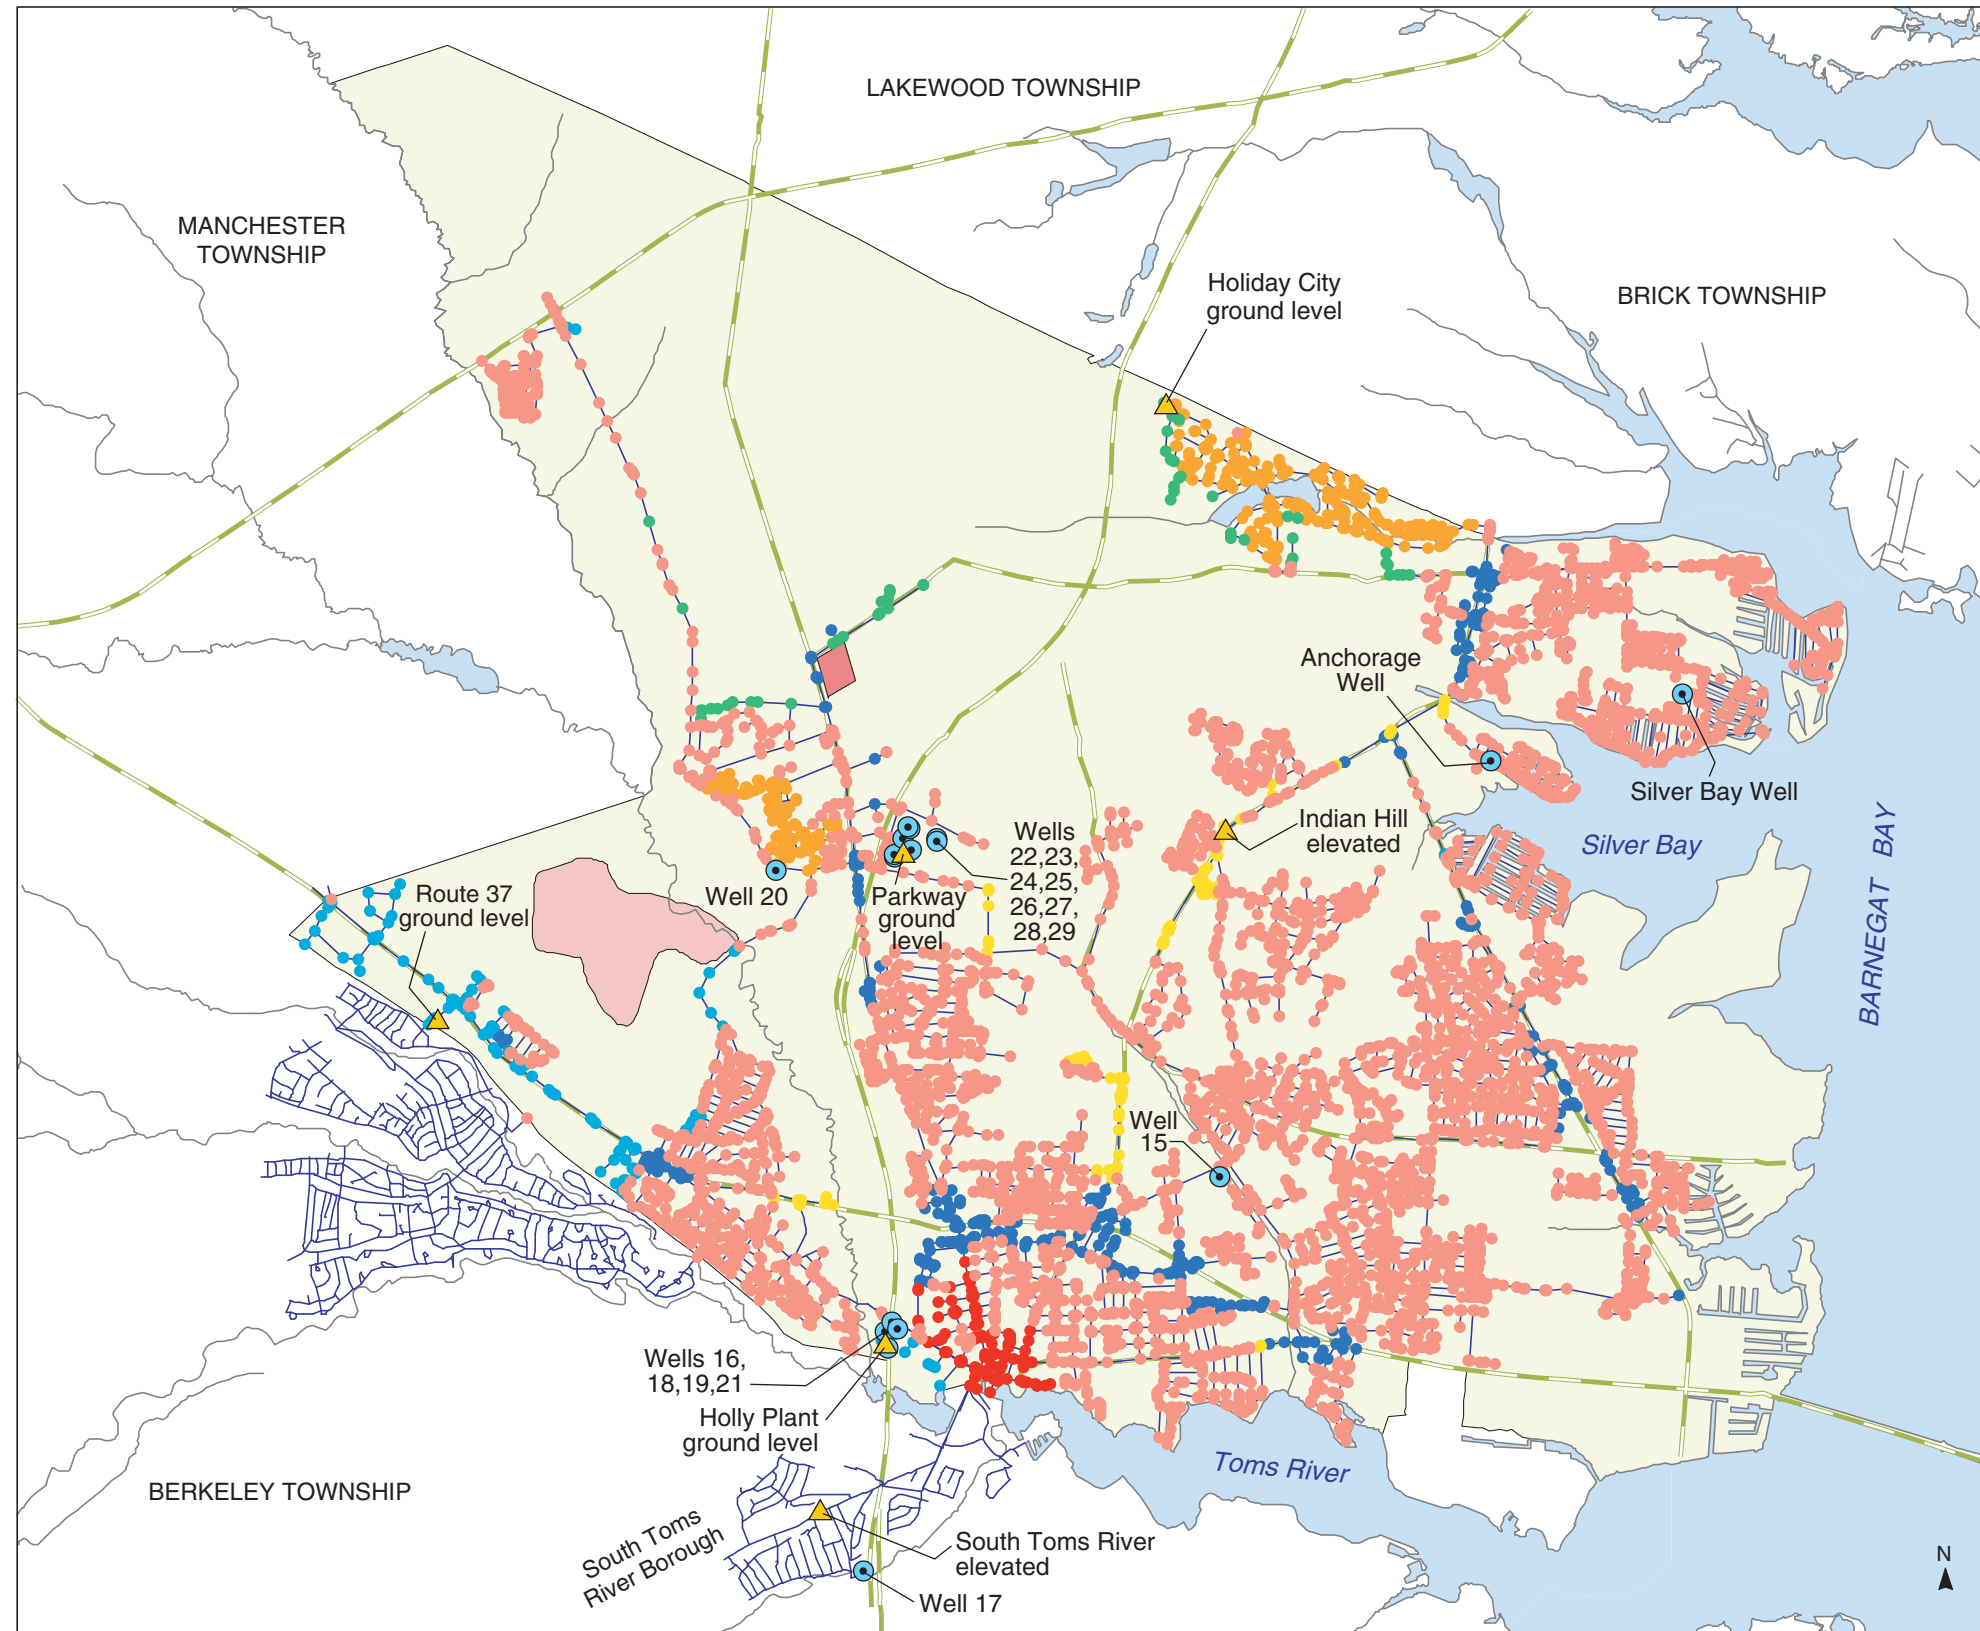 LAKEWOOD TOWNSHIP
MANCHESTER
TOWNSHIP
Holiday City
ground level
BRICK TOWNSHIP
Anchorage
Well
Silver Bay Well
Indian Hill
elevated
Silver Bay
BARNEGAT BAY
Wells
22,23,
24,25,
26,27,
28,29
Route 37
ground level
Well 20
Parkway
ground
level
Well
15
Wells 16,
18,19,21
Holly Plant
ground level
Toms River
BERKELEY TOWNSHIP
South Toms
River Borough
South Toms River
elevated
Well 17
N